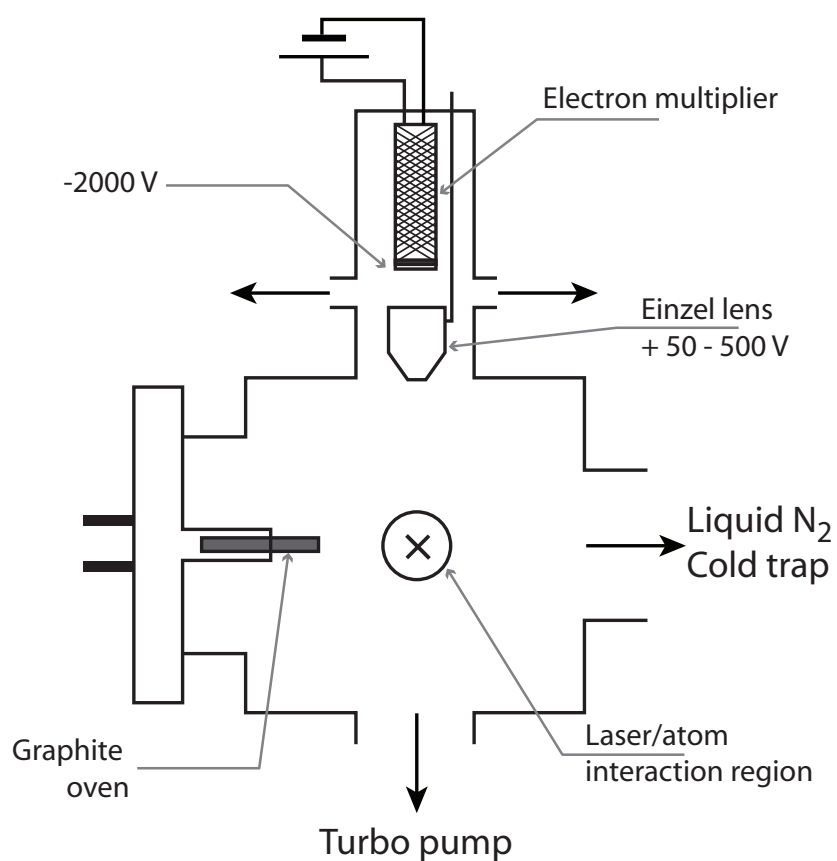 Electron multiplier
-2000 V
Einzel lens
+ 50 - 500 V
Liquid N2
Cold trap
Graphite
oven
Laser/atom
interaction region
Turbo pump